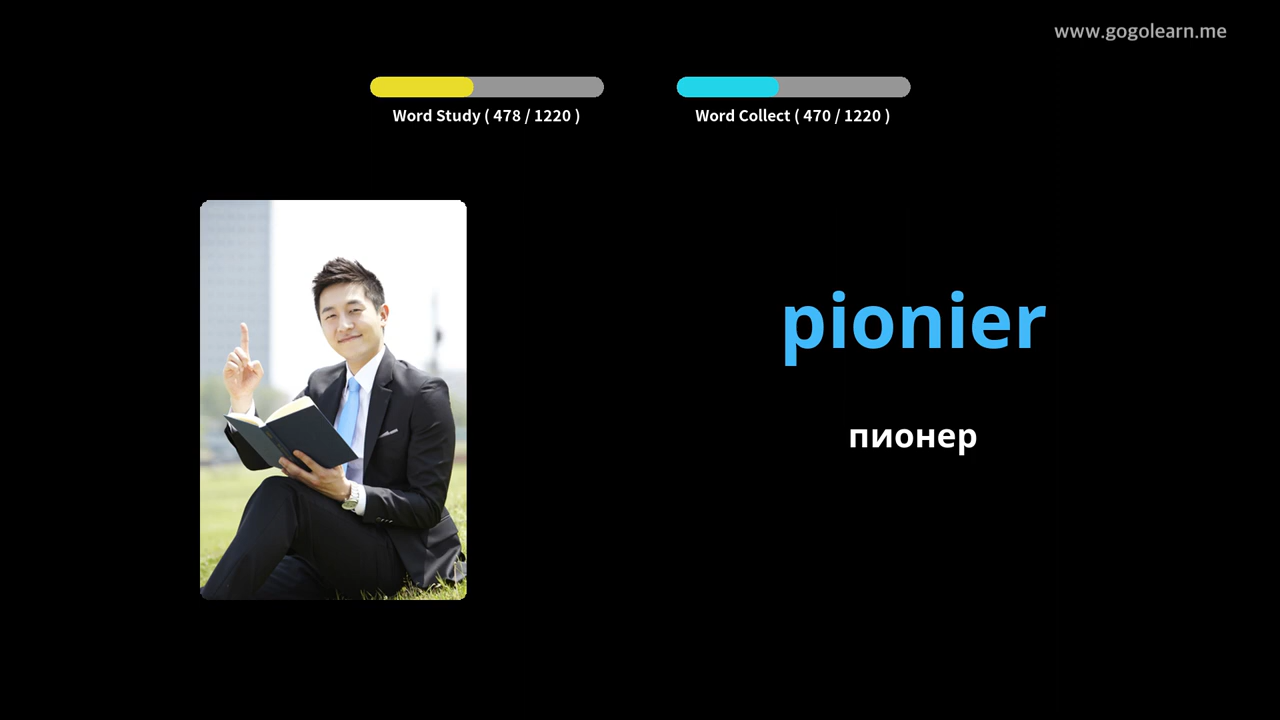 www.gogolearn.me
Word Study ( 478 / 1220 )
Word Collect ( 470 / 1220 )
pionier
пионер